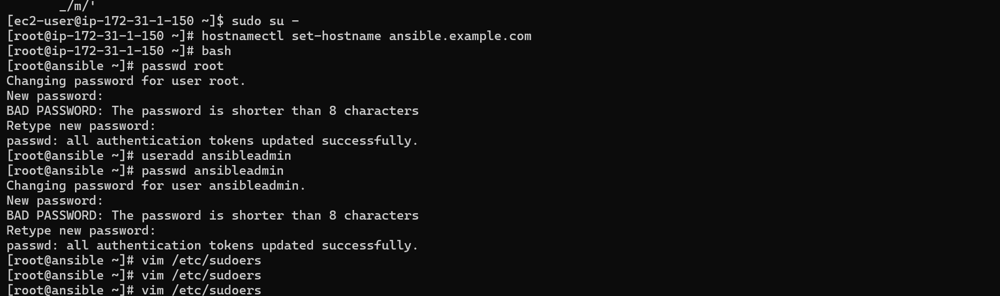 _/m/'
[ec2-user@ip-172-31-1-150 ~]$ sudo su -
[root@ip-172-31-1-150 ~]# hostnamectl set-hostname ansible.example.com
[root@ip-172-31-1-150 ~]# bash
[root@ansible ~]# passwd root
Changing password for user root.
New password:
BAD PASSWORD: The password is shorter than 8 characters
Retype new password:
passwd: all authentication tokens updated successfully.
[root@ansible ~]# useradd ansibleadmin
[root@ansible ~]# passwd ansibleadmin
Changing password for user ansibleadmin.
New password:
BAD PASSWORD: The password is shorter than 8 characters
Retype new password:
passwd: all authentication tokens updated successfully.
[root@ansible ~]# vim /etc/sudoers
[root@ansible ~]# vim /etc/sudoers
[root@ansible ~]# vim /etc/sudoers